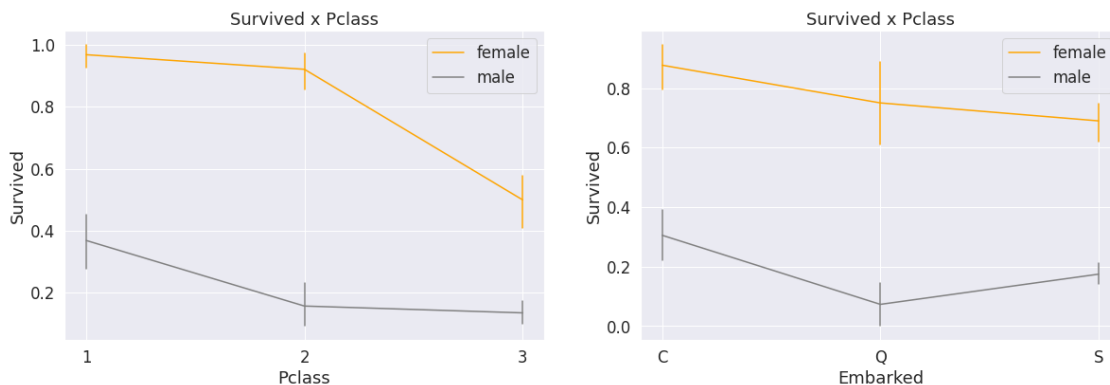 Survived x Pclass
1.0
0.8
0.6
0.4
0.2
Survived
female
male
1 2 3
Pclass
Survived x Pclass
0.8
0.6
0.4
0.2
0.0
Survived
female
male
C Q S
Embarked